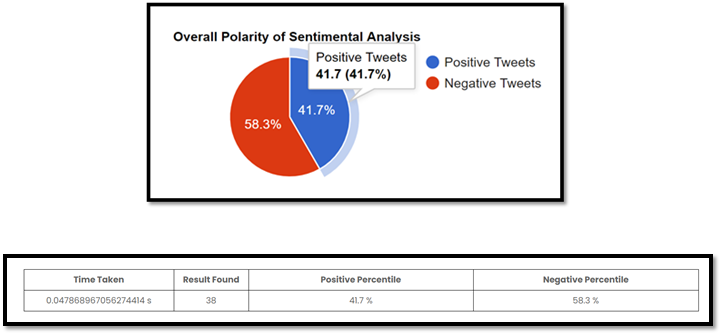 Overall Polarity of Sentimental Analysis
Positive Tweets
41.7 (41.7%)
Positive Tweets
Negative Tweets
41.7%
58.3%
Time Taken Result Found Positive Percentile Negative Percentile
0.047868967056274414 s 38 41.7 % 58.3 %